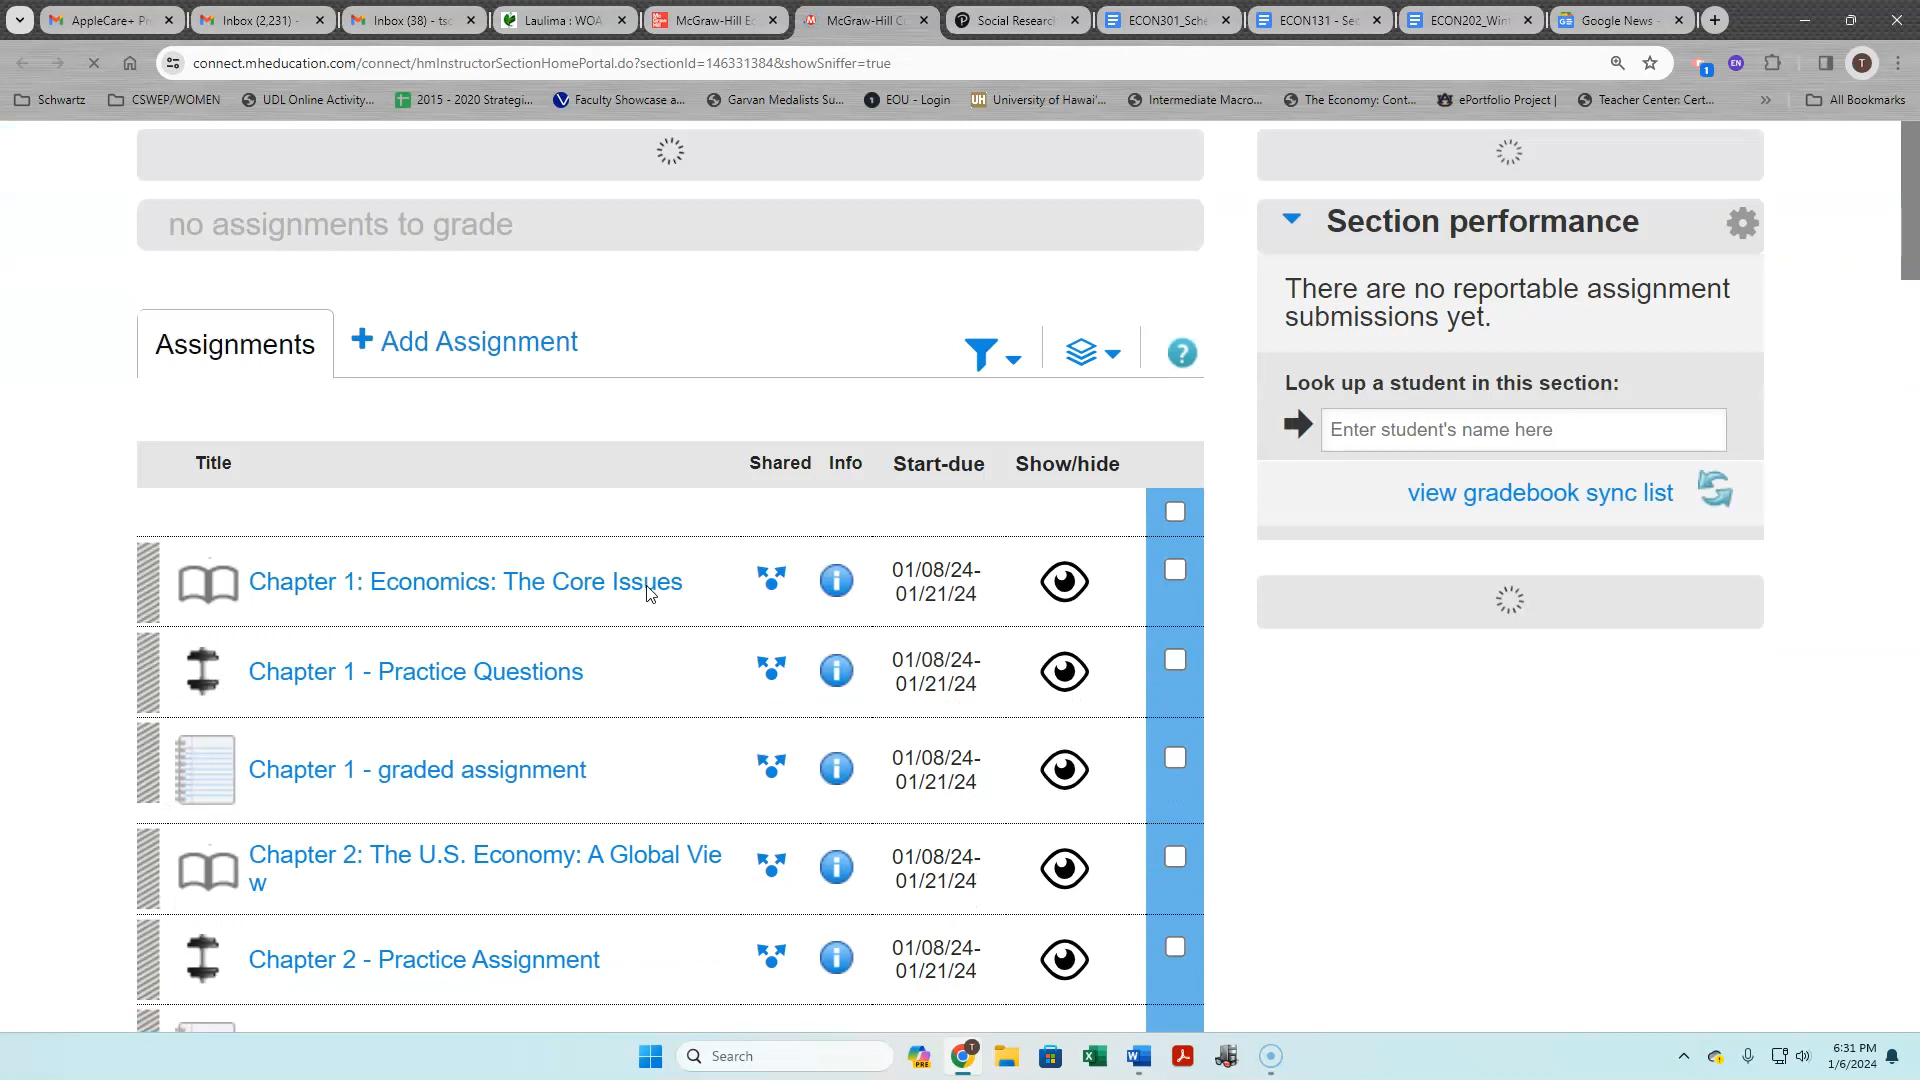 AppleCare+ Pr
Inbox (2,231) -
Inbox (38) - tsc
Laulima : WOA
McGraw-Hill Ec
McGraw-Hill C
Social Research
ECON301_Sche
ECON131 - Sec
ECON202_Wint
Google News -
connect.mheducation.com/connect/hmInstructorSectionHomePortal.do?sectionId=146331384&showSniffer=true
1
EN
T
Schwartz
CSWEP/WOMEN
UDL Online Activity...
2015 - 2020 Strategi...
Faculty Showcase a...
Garvan Medalists Su...
EOU - Login
University of Hawai'...
Intermediate Macro...
The Economy: Cont...
ePortfolio Project |
Teacher Center: Cert...
»
All Bookmarks
no assignments to grade
Section performance
There are no reportable assignment
submissions yet.
Assignments
+ Add Assignment
?
Look up a student in this section:
Enter student's name here
view gradebook sync list
Title
Shared
Info
Start-due
Show/hide
Chapter 1: Economics: The Core Issues
i
01/08/24-
01/21/24
Chapter 1 - Practice Questions
i
01/08/24-
01/21/24
Chapter 1 - graded assignment
i
01/08/24-
01/21/24
Chapter 2: The U.S. Economy: A Global Vie
w
i
01/08/24-
01/21/24
Chapter 2 - Practice Assignment
i
01/08/24-
01/21/24
Search
PRE
T
6:31 PM
1/6/2024